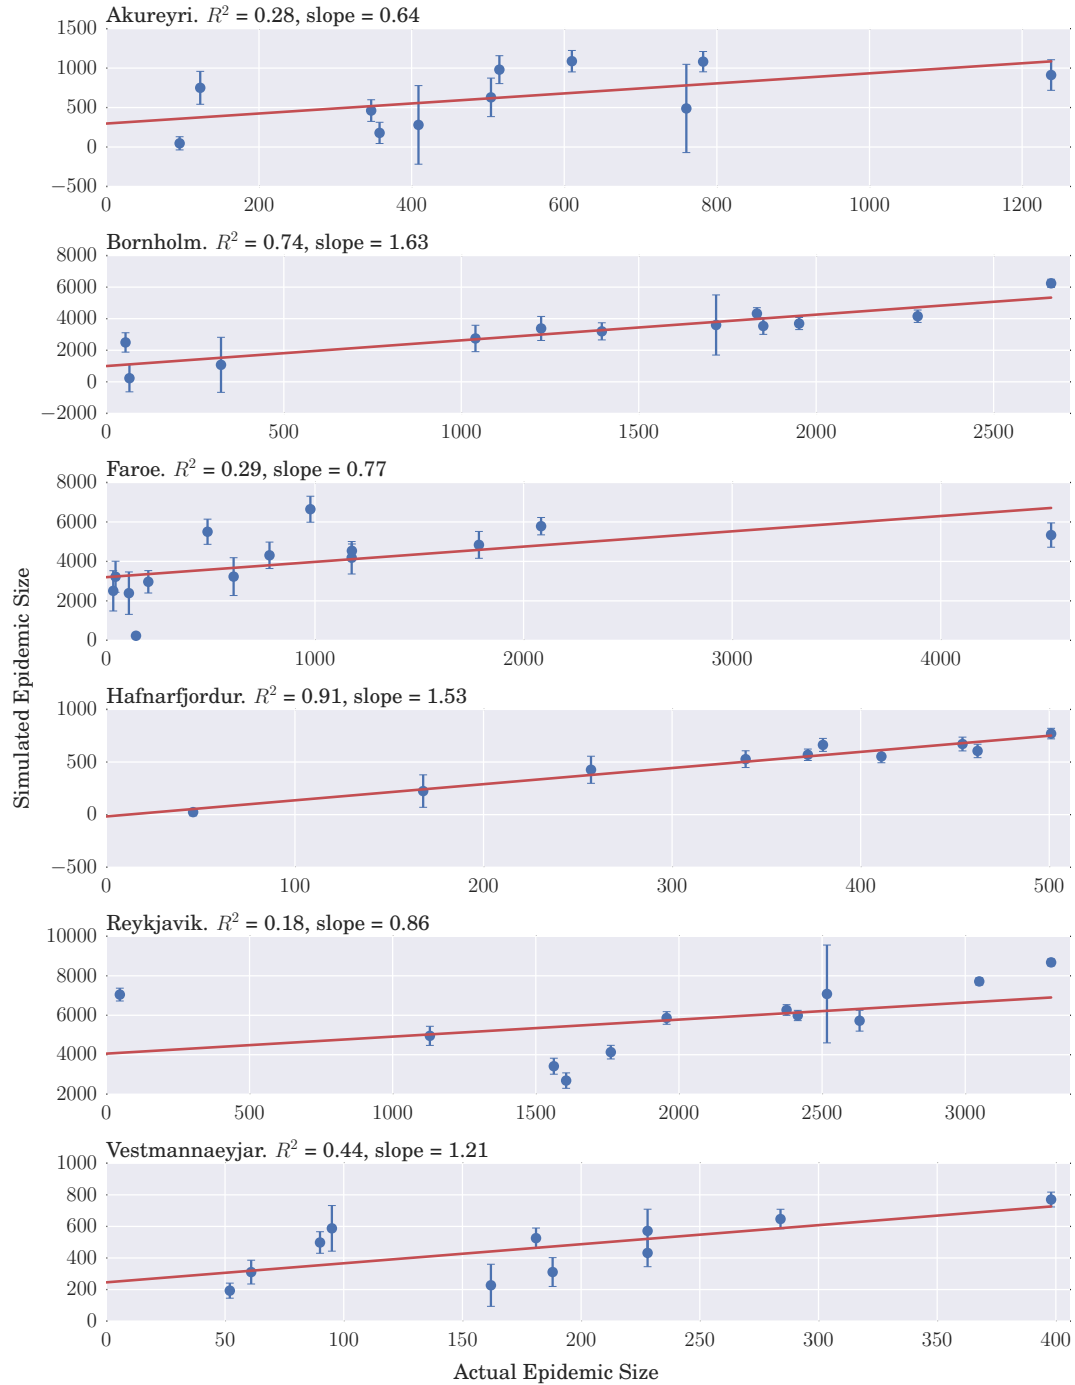 Akureyri. R² = 0.28, slope = 0.64
1500
1000
500
0
−500
0 200 400 600 800 1000 1200
Bornholm. R² = 0.74, slope = 1.63
8000
6000
4000
2000
0
−2000
0 500 1000 1500 2000 2500
Faroe. R² = 0.29, slope = 0.77
8000
6000
4000
2000
0
0 1000 2000 3000 4000
Simulated Epidemic Size
Hafnarfjordur. R² = 0.91, slope = 1.53
1000
500
0
−500
0 100 200 300 400 500
Reykjavik. R² = 0.18, slope = 0.86
10000
8000
6000
4000
2000
0 500 1000 1500 2000 2500 3000
Vestmannaeyjar. R² = 0.44, slope = 1.21
1000
800
600
400
200
0
0 50 100 150 200 250 300 350 400
Actual Epidemic Size